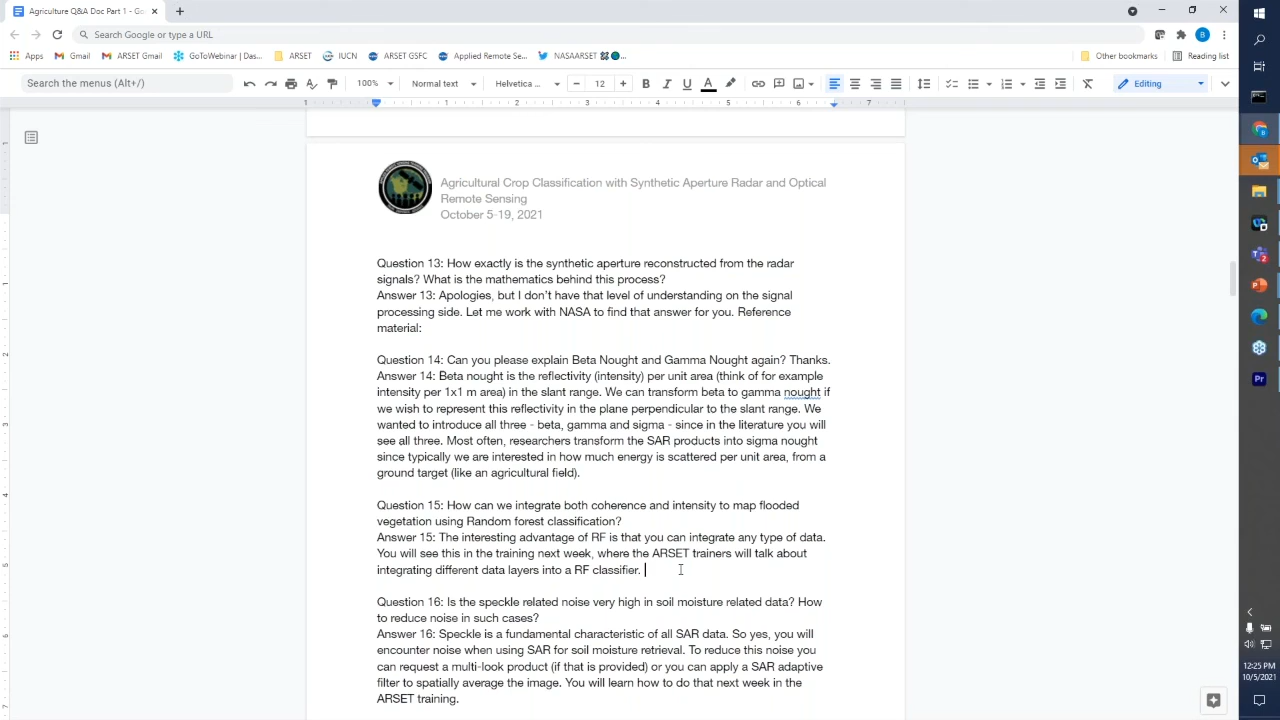 Agriculture Q&A Doc Part 1 - Go
Search Google or type a URL
B
Apps
Gmail
ARSET Gmail
GoToWebinar | Das...
ARSET
IUCN
ARSET GSFC
Applied Remote Se...
NASAARSET
Other bookmarks
Reading list
Search the menus (Alt+/)
100%
Normal text
Helvetica ...
12
B I U A
Editing
1 1 2 3 4 5 6 7
Agricultural Crop Classification with Synthetic Aperture Radar and Optical
Remote Sensing
October 5-19, 2021
Question 13: How exactly is the synthetic aperture reconstructed from the radar
signals? What is the mathematics behind this process?
Answer 13: Apologies, but I don't have that level of understanding on the signal
processing side. Let me work with NASA to find that answer for you. Reference
material:
Question 14: Can you please explain Beta Nought and Gamma Nought again? Thanks.
Answer 14: Beta nought is the reflectivity (intensity) per unit area (think of for example
intensity per 1x1 m area) in the slant range. We can transform beta to gamma nought if
we wish to represent this reflectivity in the plane perpendicular to the slant range. We
wanted to introduce all three - beta, gamma and sigma - since in the literature you will
see all three. Most often, researchers transform the SAR products into sigma nought
since typically we are interested in how much energy is scattered per unit area, from a
ground target (like an agricultural field).
Question 15: How can we integrate both coherence and intensity to map flooded
vegetation using Random forest classification?
Answer 15: The interesting advantage of RF is that you can integrate any type of data.
You will see this in the training next week, where the ARSET trainers will talk about
integrating different data layers into a RF classifier.
Question 16: Is the speckle related noise very high in soil moisture related data? How
to reduce noise in such cases?
Answer 16: Speckle is a fundamental characteristic of all SAR data. So yes, you will
encounter noise when using SAR for soil moisture retrieval. To reduce this noise you
can request a multi-look product (if that is provided) or you can apply a SAR adaptive
filter to spatially average the image. You will learn how to do that next week in the
ARSET training.
Pr
12:25 PM
10/5/2021